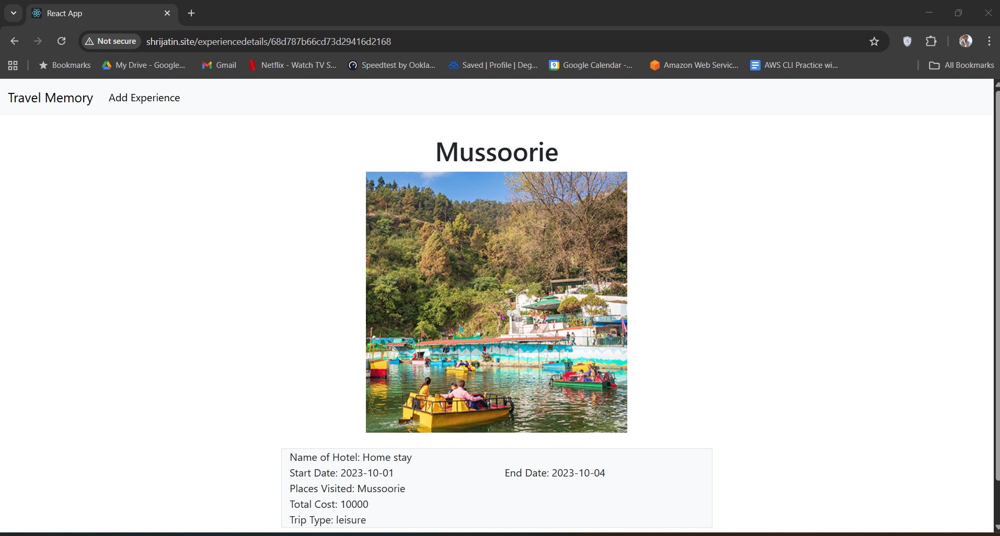 React App
Not secure
shrijatin.site/experiencedetails/68d787b66cd73d29416d2168
Bookmarks
My Drive - Google...
Gmail
Netflix - Watch TV S...
Speedtest by Ookla...
Saved | Profile | Deg...
9
Google Calendar -...
Amazon Web Servic...
AWS CLI Practice wi...
All Bookmarks
Travel Memory
Add Experience
Mussoorie
Name of Hotel: Home stay
Start Date: 2023-10-01
End Date: 2023-10-04
Places Visited: Mussoorie
Total Cost: 10000
Trip Type: leisure